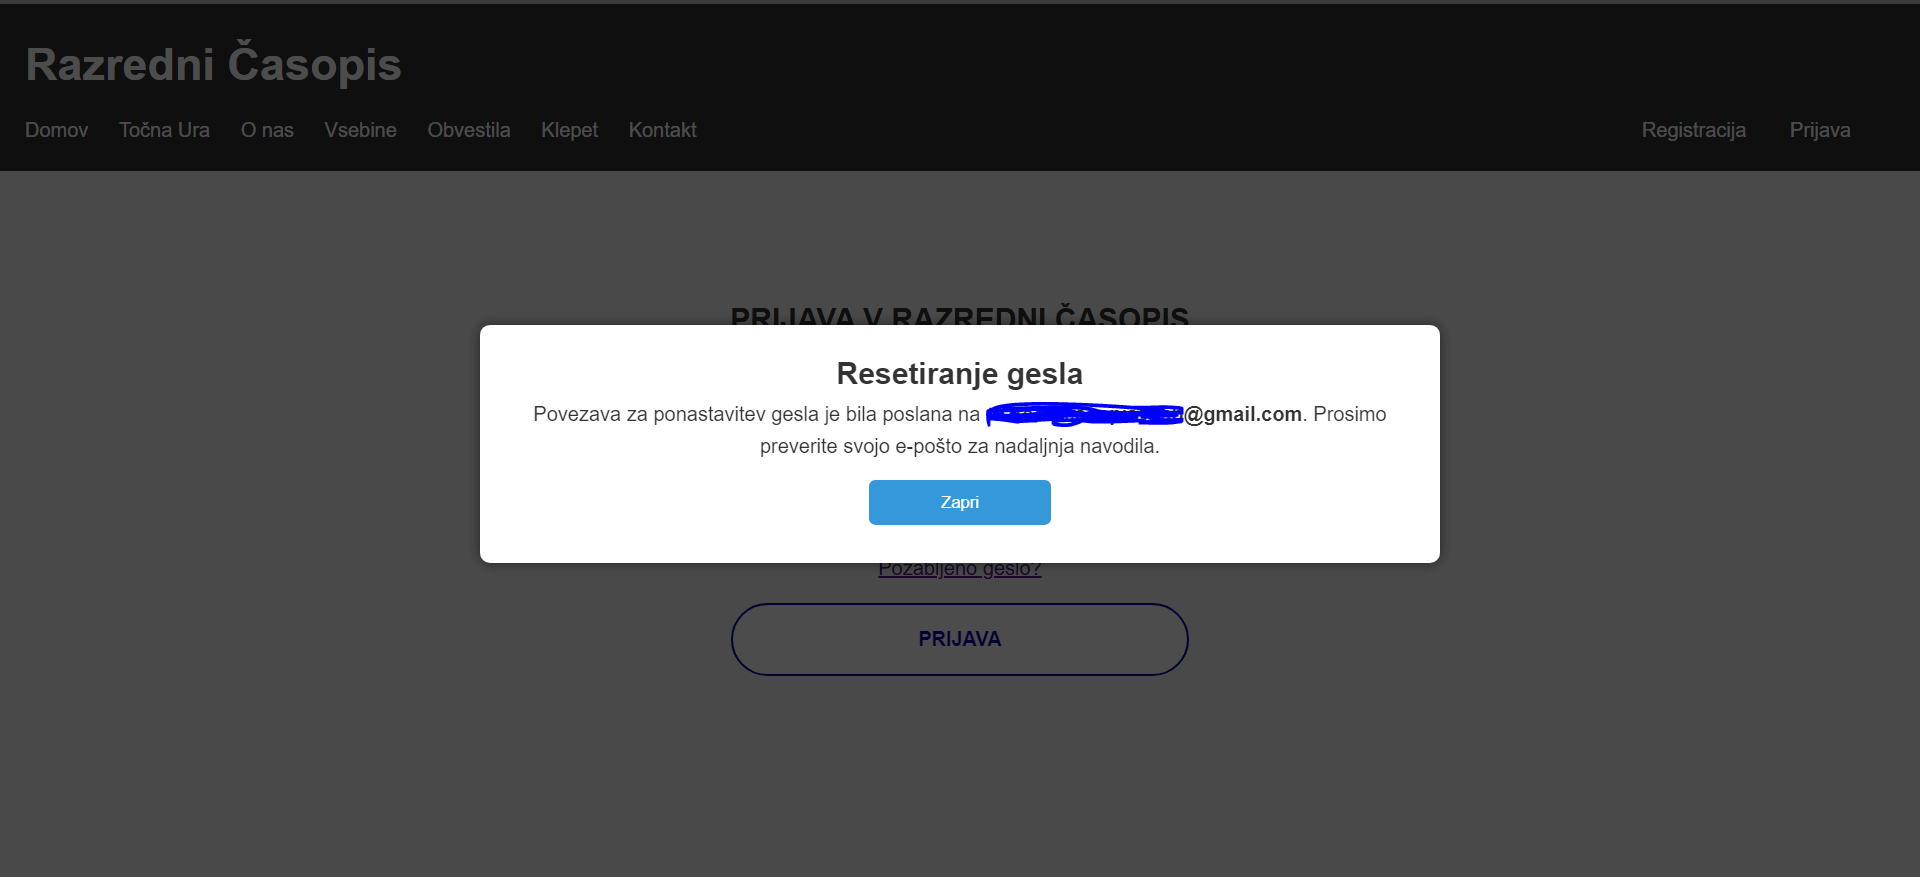 Razredni Časopis
Domov Točna Ura O nas Vsebine Obvestila Klepet Kontakt Registracija Prijava
PRIJAVA V RAZREDNI ČASOPIS
Resetiranje gesla
Povezava za ponastavitev gesla je bila poslana na @gmail.com. Prosimo
preverite svojo e-pošto za nadaljnja navodila.
Zapri
Pozabljeno geslo?
PRIJAVA